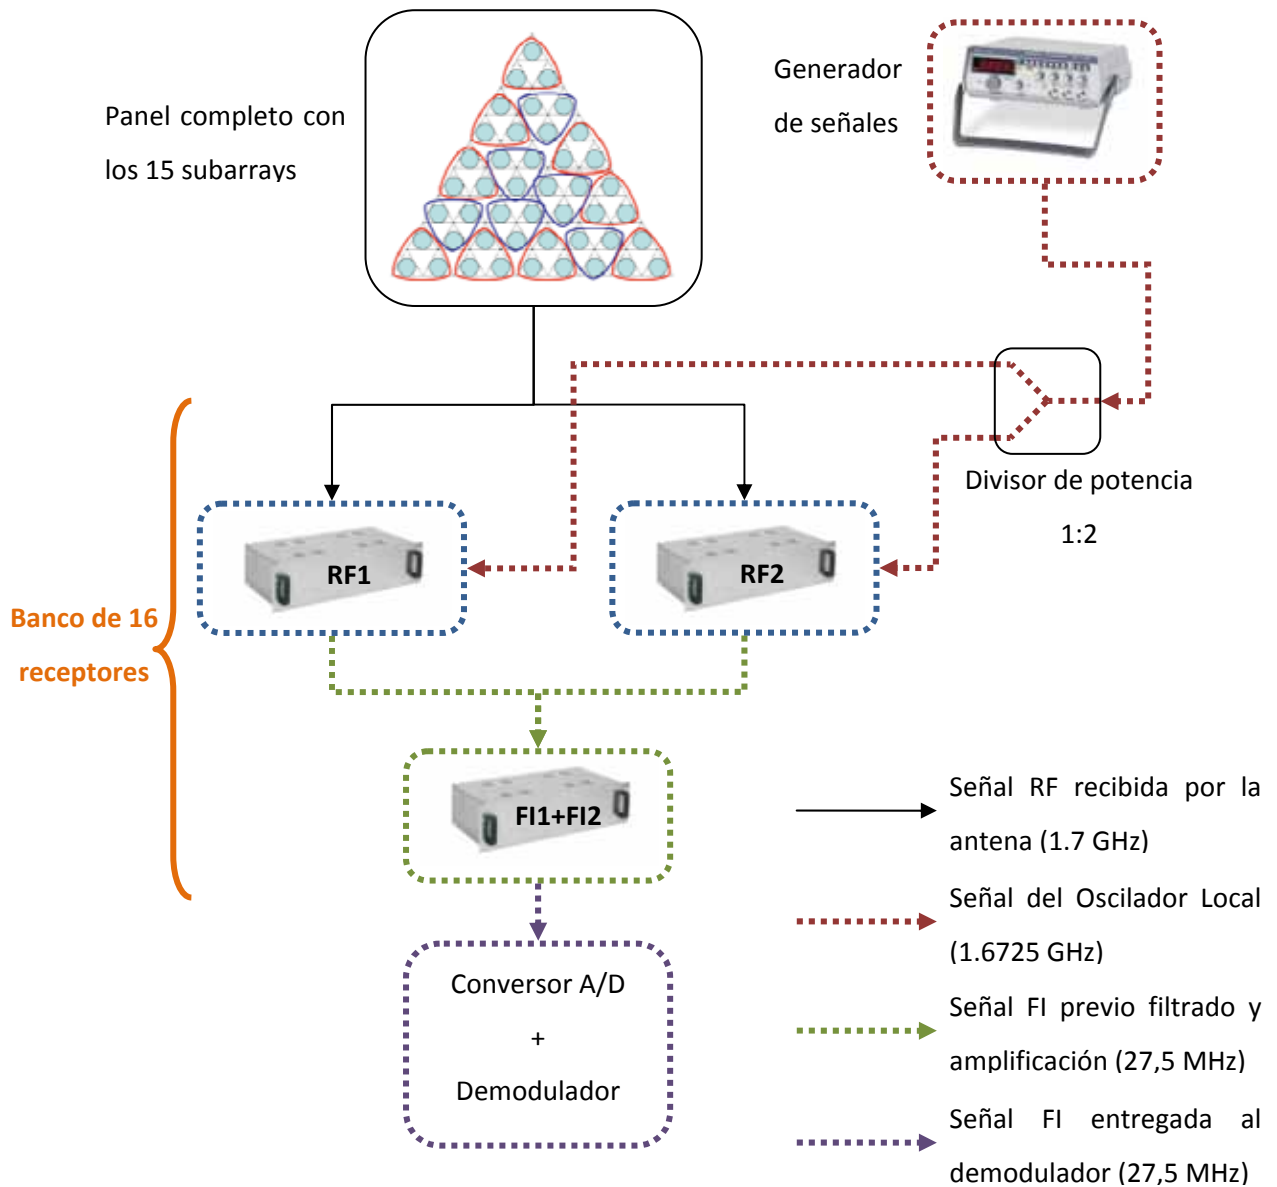 Panel completo con
los 15 subarrays
Generador
de señales
Divisor de potencia
1:2
RF1
RF2
Banco de 16
receptores
FI1+FI2
Conversor A/D
+
Demodulador
Señal RF recibida por la
antena (1.7 GHz)
Señal del Oscilador Local
(1.6725 GHz)
Señal FI previo filtrado y
amplificación (27,5 MHz)
Señal FI entregada al
demodulador (27,5 MHz)